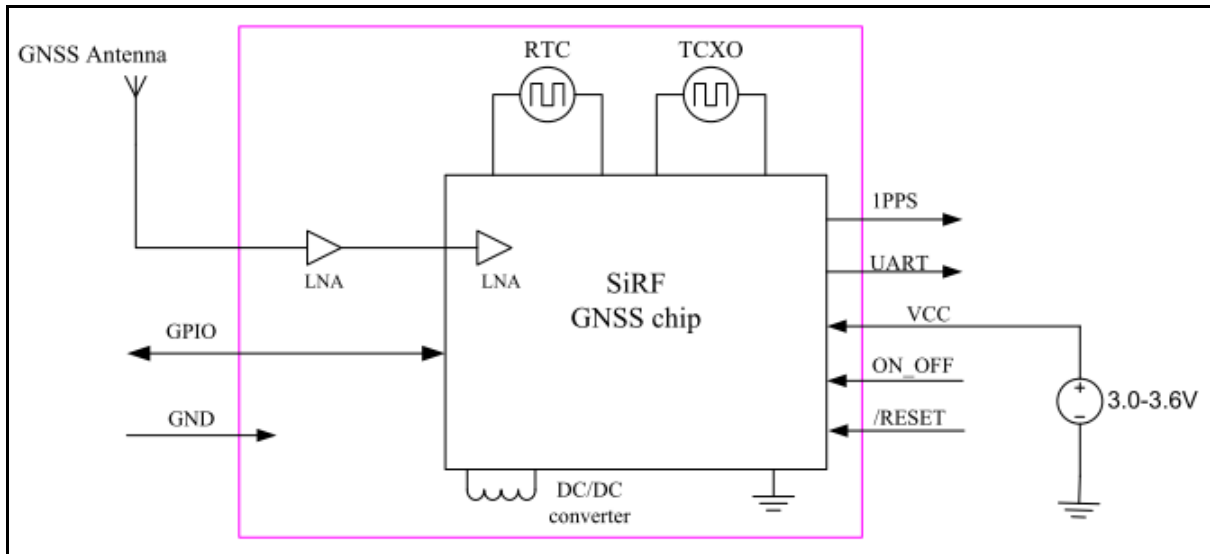 RTC
TCXO
GNSS Antenna
1PPS
LNA
LNA
UART
SiRF
GNSS chip
VCC
GPIO
ON_OFF
+
−
3.0-3.6V
GND
/RESET
DC/DC
converter